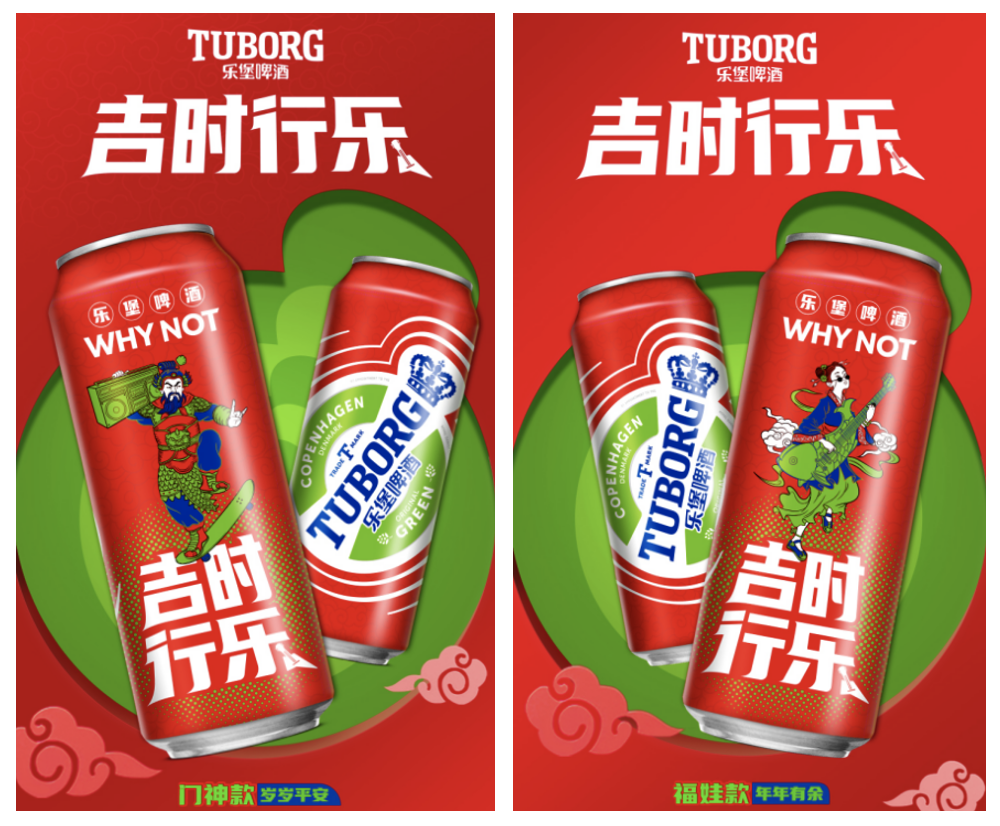 TUBORG
乐堡啤酒
吉时行乐
乐堡啤酒
WHY NOT
吉时
行乐
COPENHAGEN
DENMARK
TRADE T MARK
TUBORG
乐堡啤酒
ORIGINAL
GREEN
门神款 岁岁平安
TUBORG
乐堡啤酒
吉时行乐
COPENHAGEN
DENMARK
TRADE T MARK
TUBORG
乐堡啤酒
乐堡啤酒
WHY NOT
吉时
行乐
福娃款 年年有余